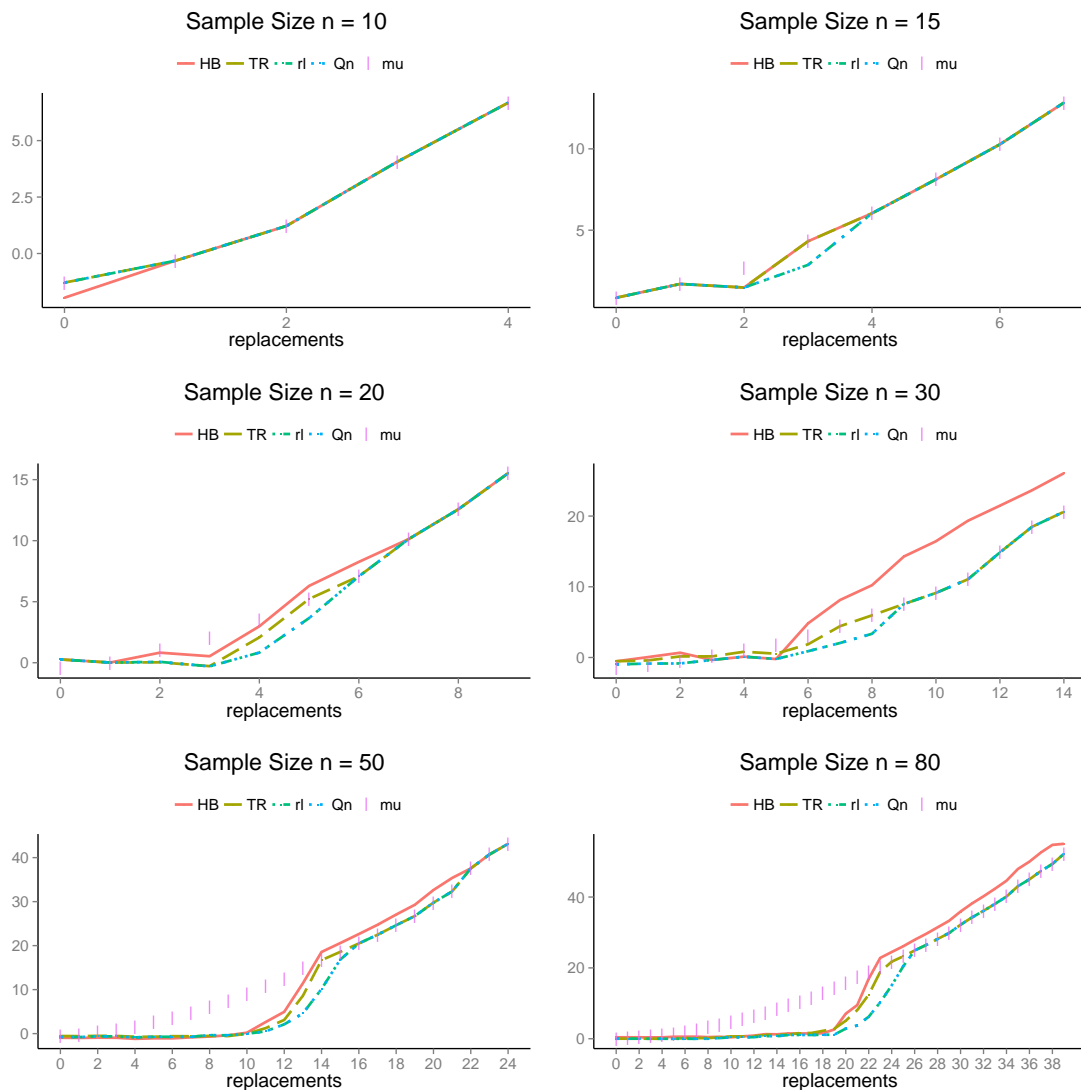 Sample Size n = 10
HB TR rl Qn mu
5.0
2.5
0.0
0 2 4
replacements
Sample Size n = 15
HB TR rl Qn mu
10
5
0 2 4 6
replacements
Sample Size n = 20
HB TR rl Qn mu
15
10
5
0
0 2 4 6 8
replacements
Sample Size n = 30
HB TR rl Qn mu
20
10
0
0 2 4 6 8 10 12 14
replacements
Sample Size n = 50
HB TR rl Qn mu
40
30
20
10
0
0 2 4 6 8 10 12 14 16 18 20 22 24
replacements
Sample Size n = 80
HB TR rl Qn mu
40
20
0
0 2 4 6 8 10 12 14 16 18 20 22 24 26 28 30 32 34 36 38
replacements